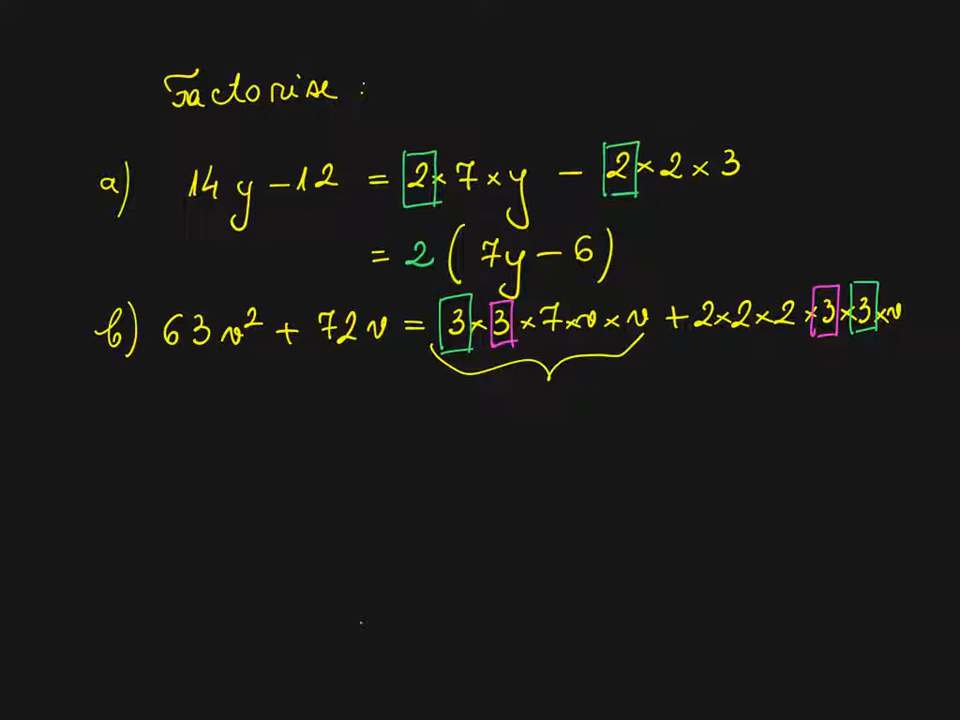 Factorise :
a) 14y - 12 = 2 × 7 × y - 2 × 2 × 3
= 2 ( 7y - 6 )
b) 63v² + 72v = 3 × 3 × 7 × v × v + 2 × 2 × 2 × 3 × 3 × v